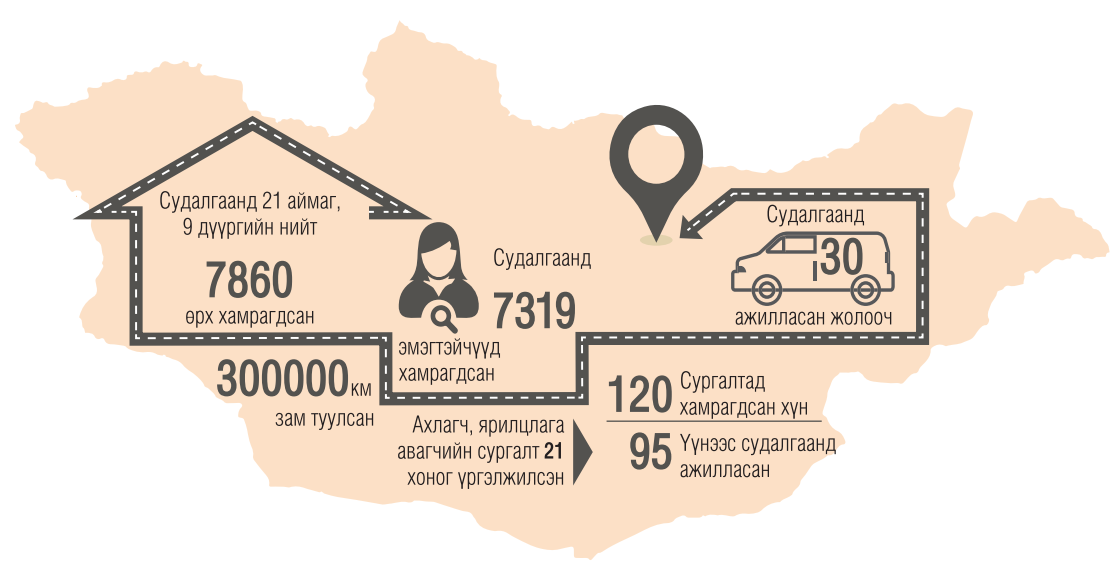 Судалгаанд 21 аймаг,
9 дүүргийн нийт
7860
өрх хамрагдсан
300000км
зам туулсан
Судалгаанд
7319
эмэгтэйчүүд
хамрагдсан
Ахлагч, ярилцлага
авагчийн сургалт 21
хоног үргэлжилсэн
Судалгаанд
30
ажилласан жолооч
120 Сургалтад
хамрагдсан хүн
95 Үүнээс судалгаанд
ажилласан